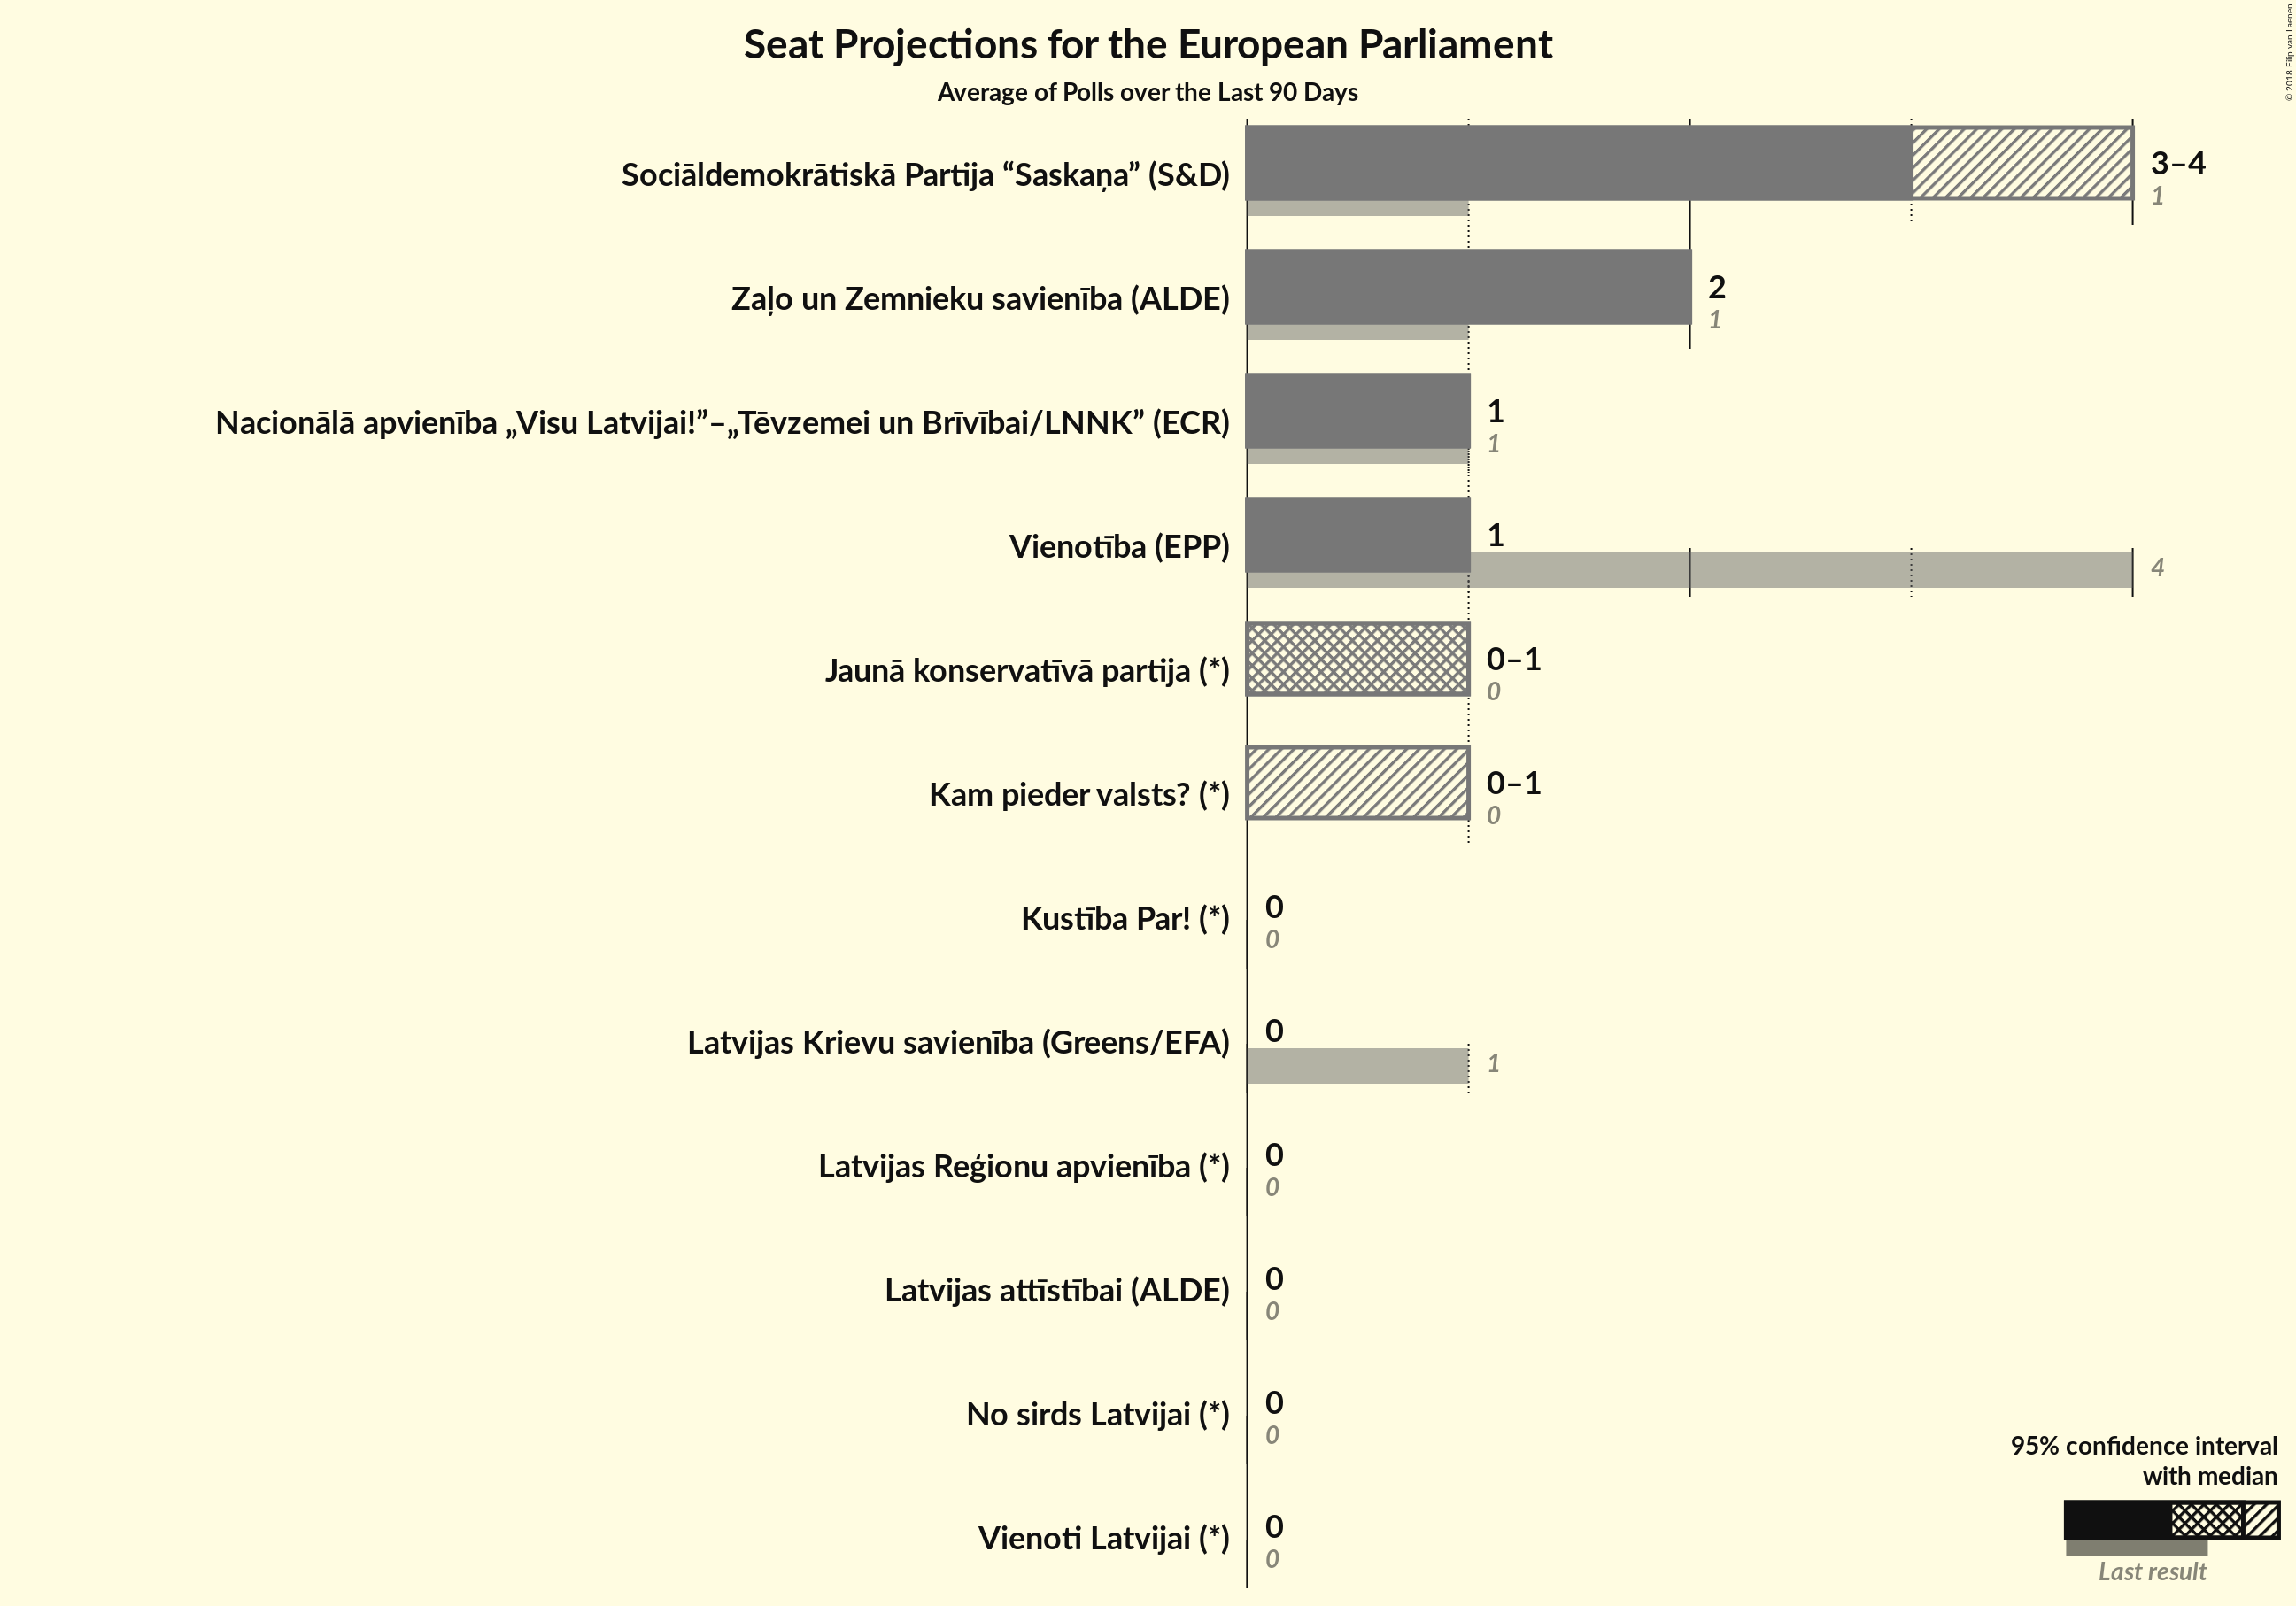 Seat Projections for the European Parliament
Average of Polls over the Last 90 Days
© 2018 Filip van Laenen
Sociāldemokrātiskā Partija “Saskaņa” (S&D)
3–4
1
Zaļo un Zemnieku savienība (ALDE)
2
1
Nacionālā apvienība „Visu Latvijai!”–„Tēvzemei un Brīvībai/LNNK” (ECR)
1
1
Vienotība (EPP)
1
4
Jaunā konservatīvā partija (*)
0–1
0
Kam pieder valsts? (*)
0–1
0
Kustība Par! (*)
0
0
Latvijas Krievu savienība (Greens/EFA)
0
1
Latvijas Reģionu apvienība (*)
0
0
Latvijas attīstībai (ALDE)
0
0
No sirds Latvijai (*)
0
0
Vienoti Latvijai (*)
0
0
95% confidence interval
with median
Last result